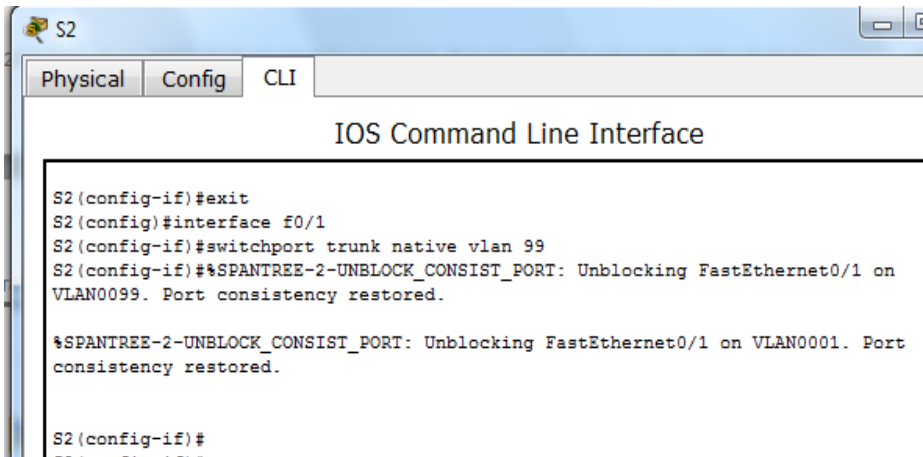 S2
Physical Config CLI
IOS Command Line Interface
S2(config-if)#exit
S2(config)#interface f0/1
S2(config-if)#switchport trunk native vlan 99
S2(config-if)#%SPANTREE-2-UNBLOCK_CONSIST_PORT: Unblocking FastEthernet0/1 on
VLAN0099. Port consistency restored.
%SPANTREE-2-UNBLOCK_CONSIST_PORT: Unblocking FastEthernet0/1 on VLAN0001. Port
consistency restored.
S2(config-if)#